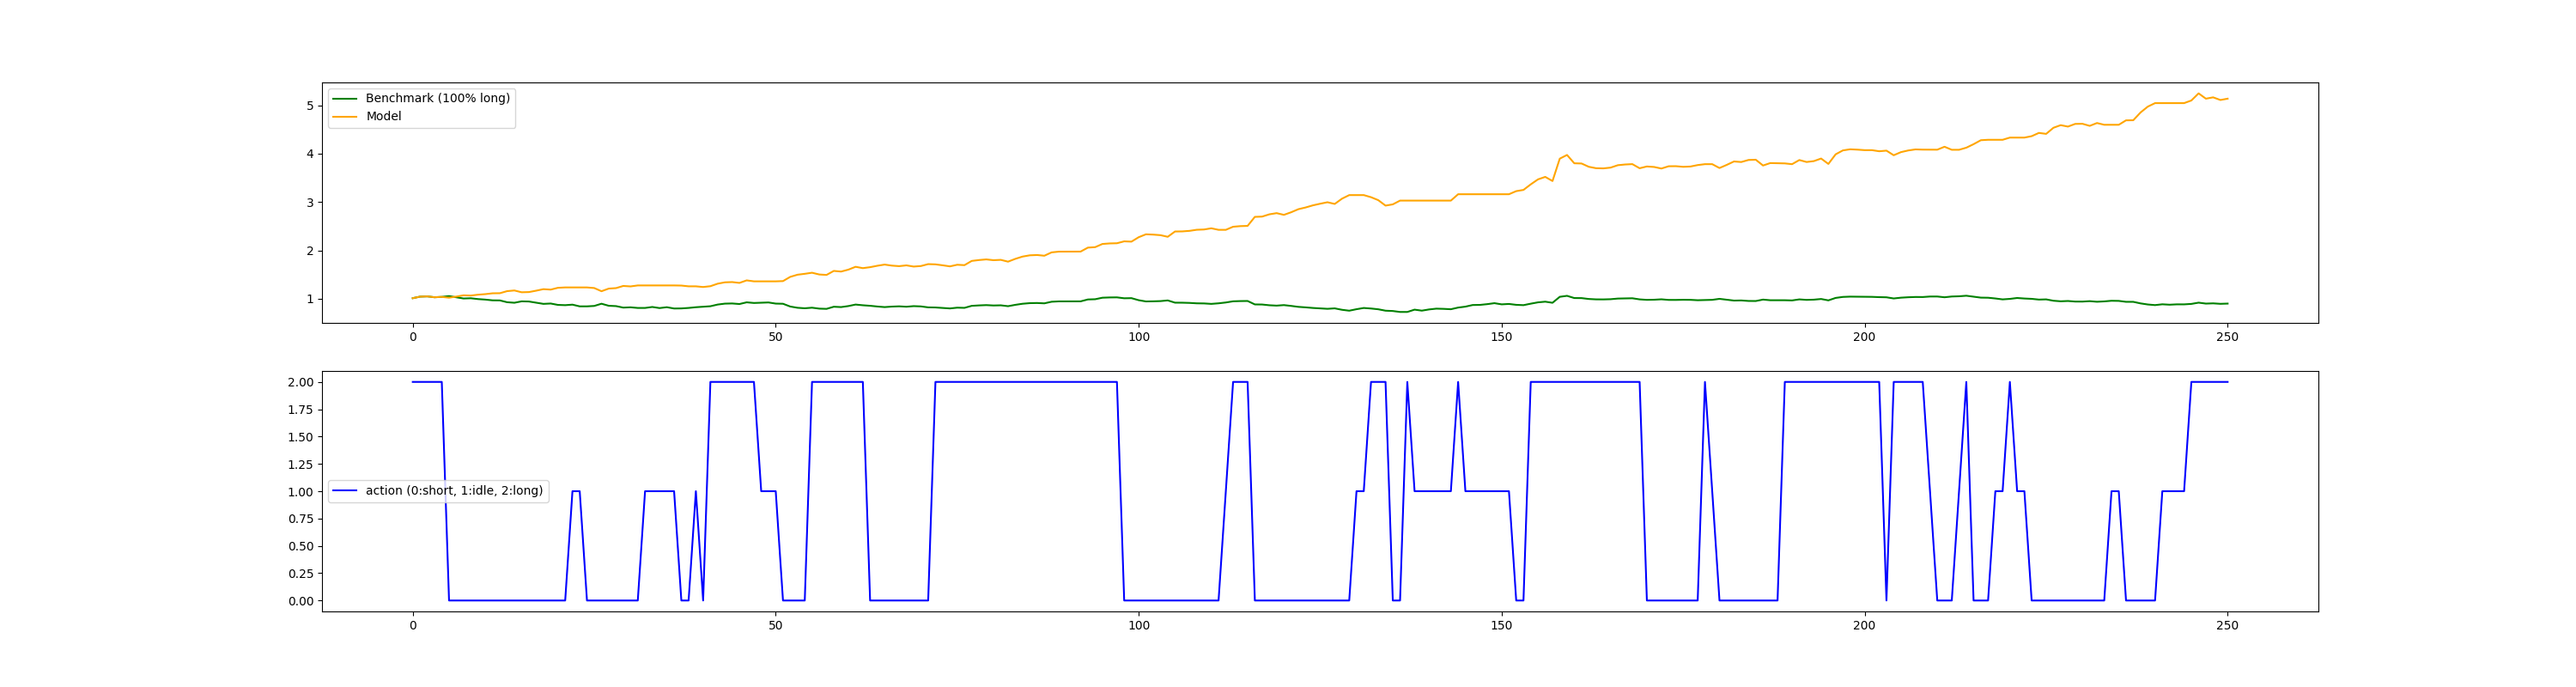 Benchmark (100% long)
Model
5
4
3
2
1
0 50 100 150 200 250
2.00
1.75
1.50
1.25
1.00
0.75
0.50
0.25
0.00
action (0:short, 1:idle, 2:long)
0 50 100 150 200 250